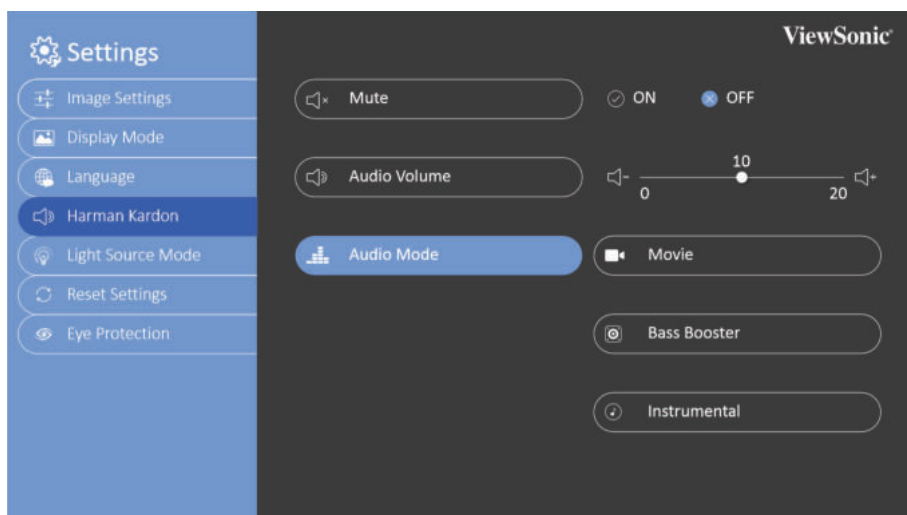 Settings
ViewSonic
Image Settings
Display Mode
Language
Harman Kardon
Light Source Mode
Reset Settings
Eye Protection
Mute
ON OFF
Audio Volume
10
0 20
Audio Mode
Movie
Bass Booster
Instrumental